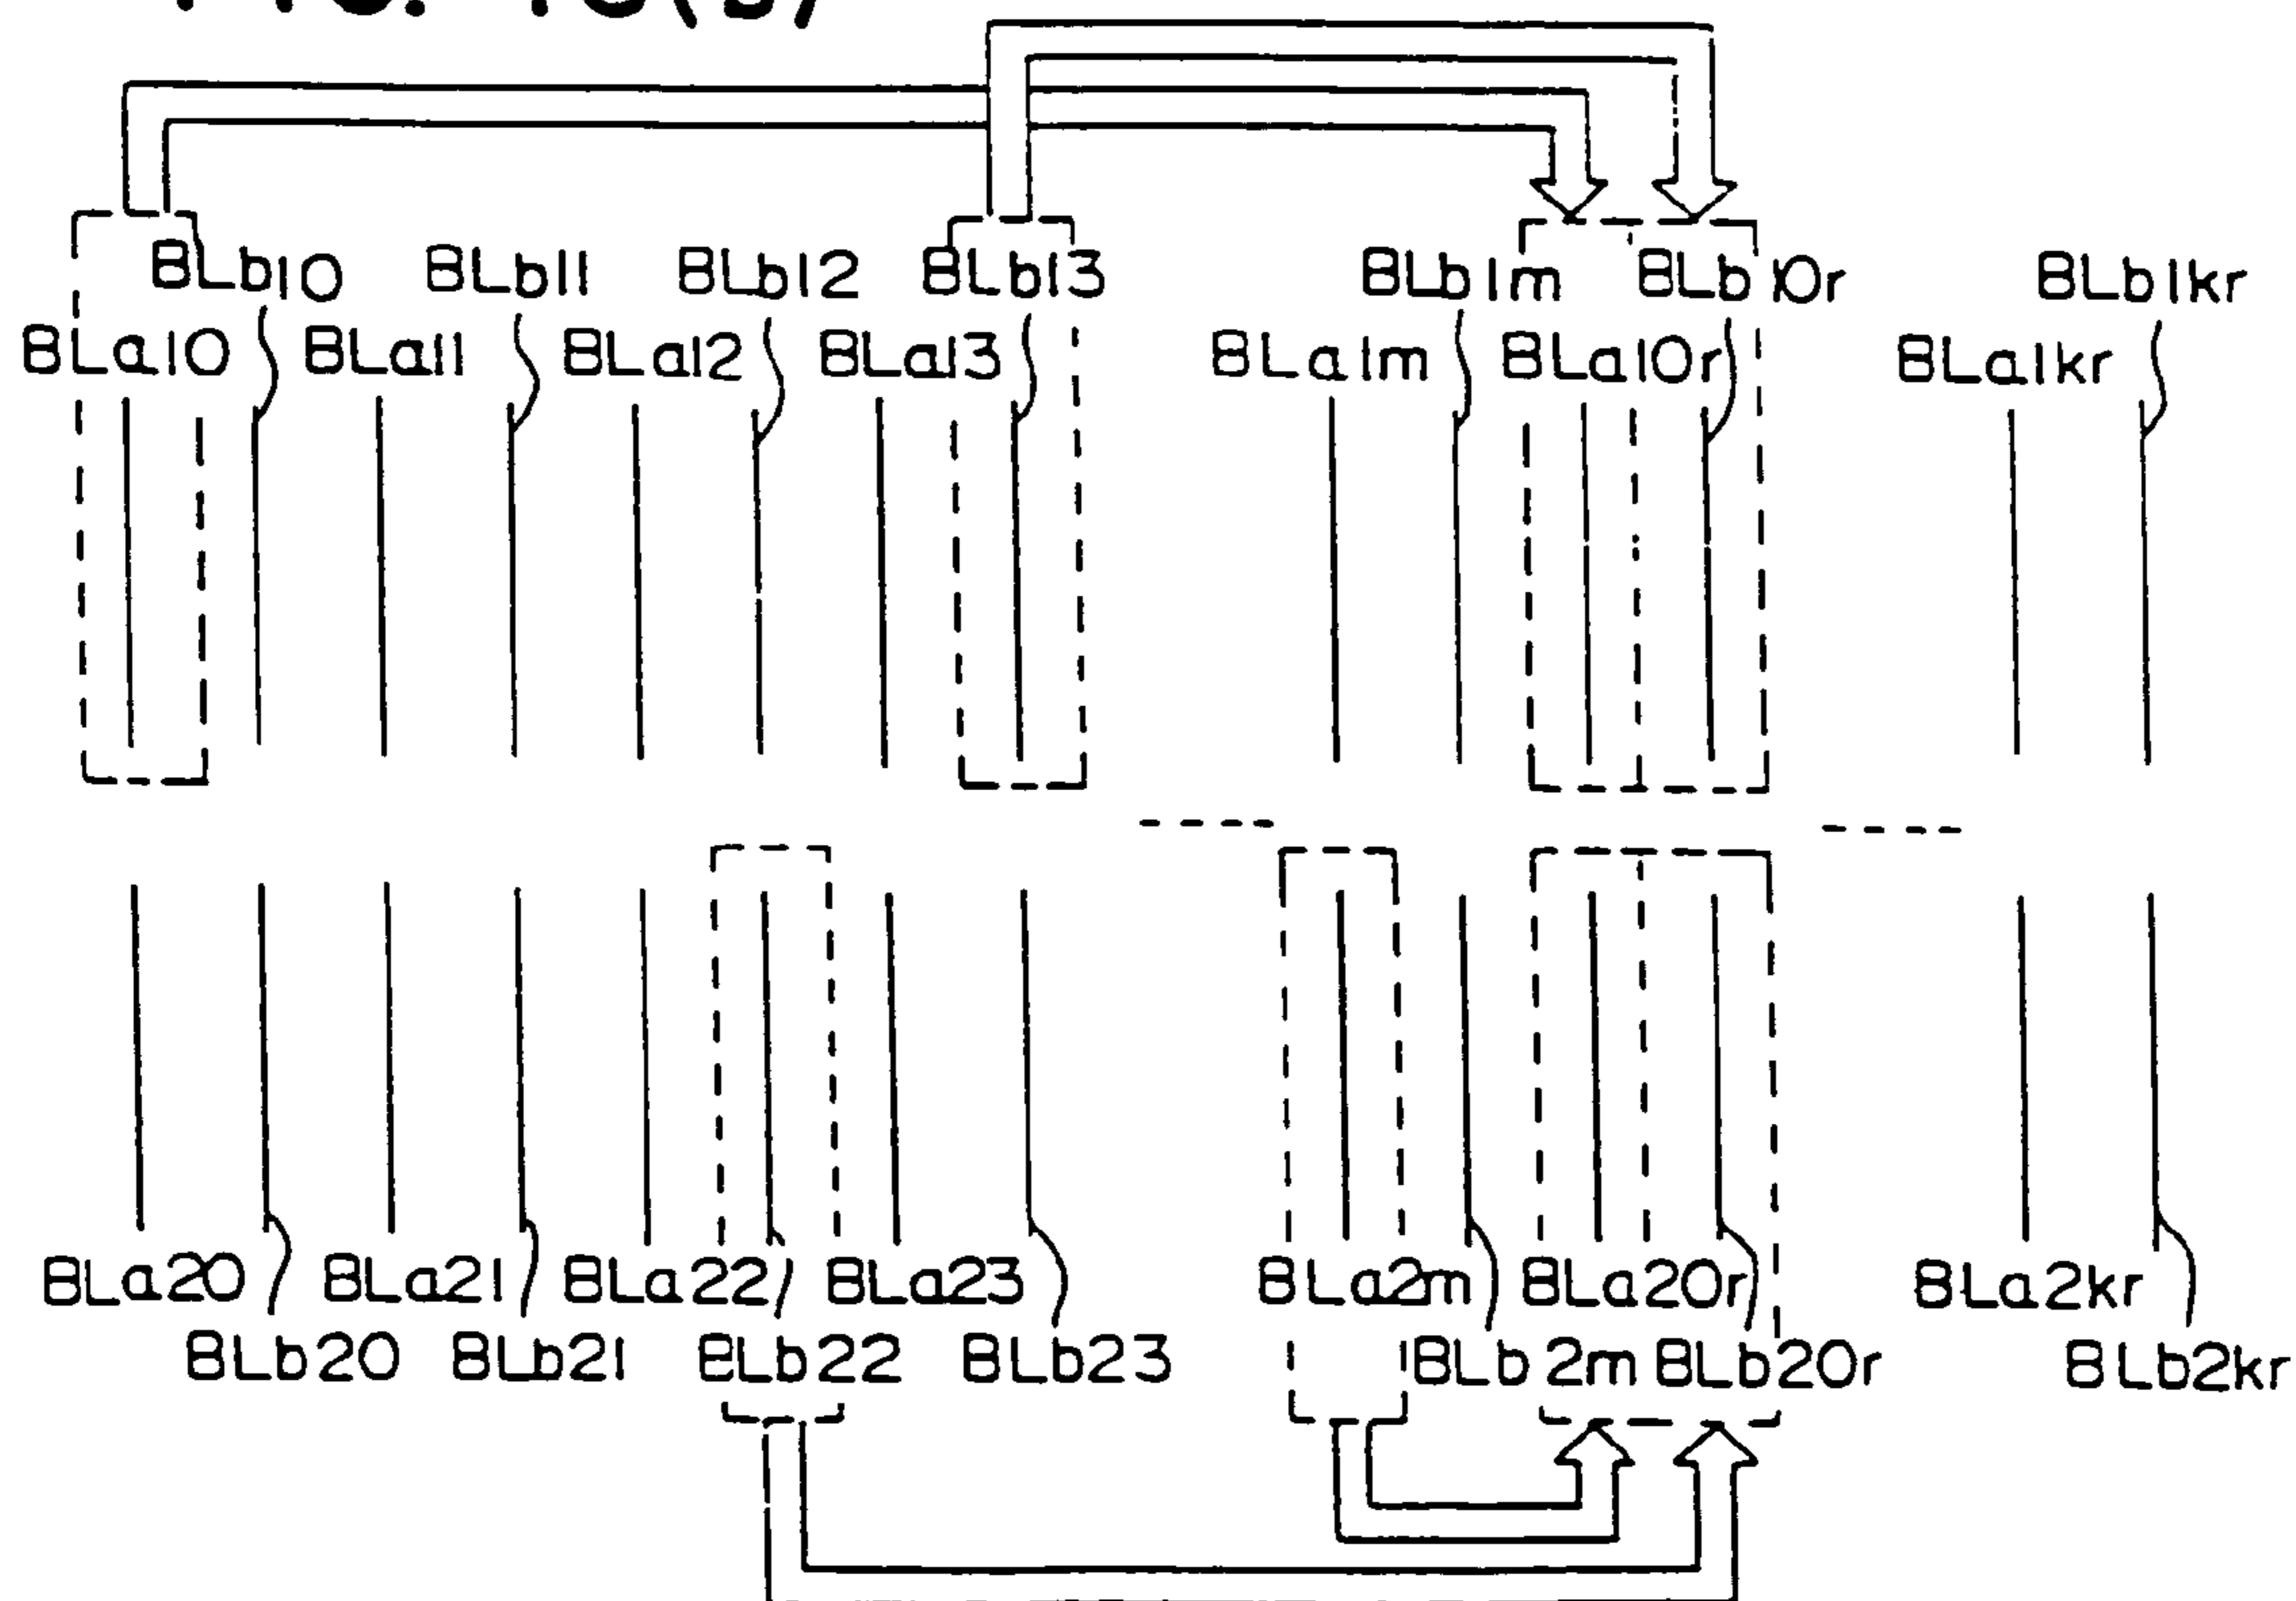 BLb10 BLb11 BLb12 BLb13 BLb1m BLb10r BLb1kr
BLa10 BLa11 BLa12 BLa13 BLa1m BLa10r BLa1kr
BLa20 BLa21 BLa22 BLa23 BLa2m BLa20r BLa2kr
BLb20 BLb21 BLb22 BLb23 BLb2m BLb20r BLb2kr